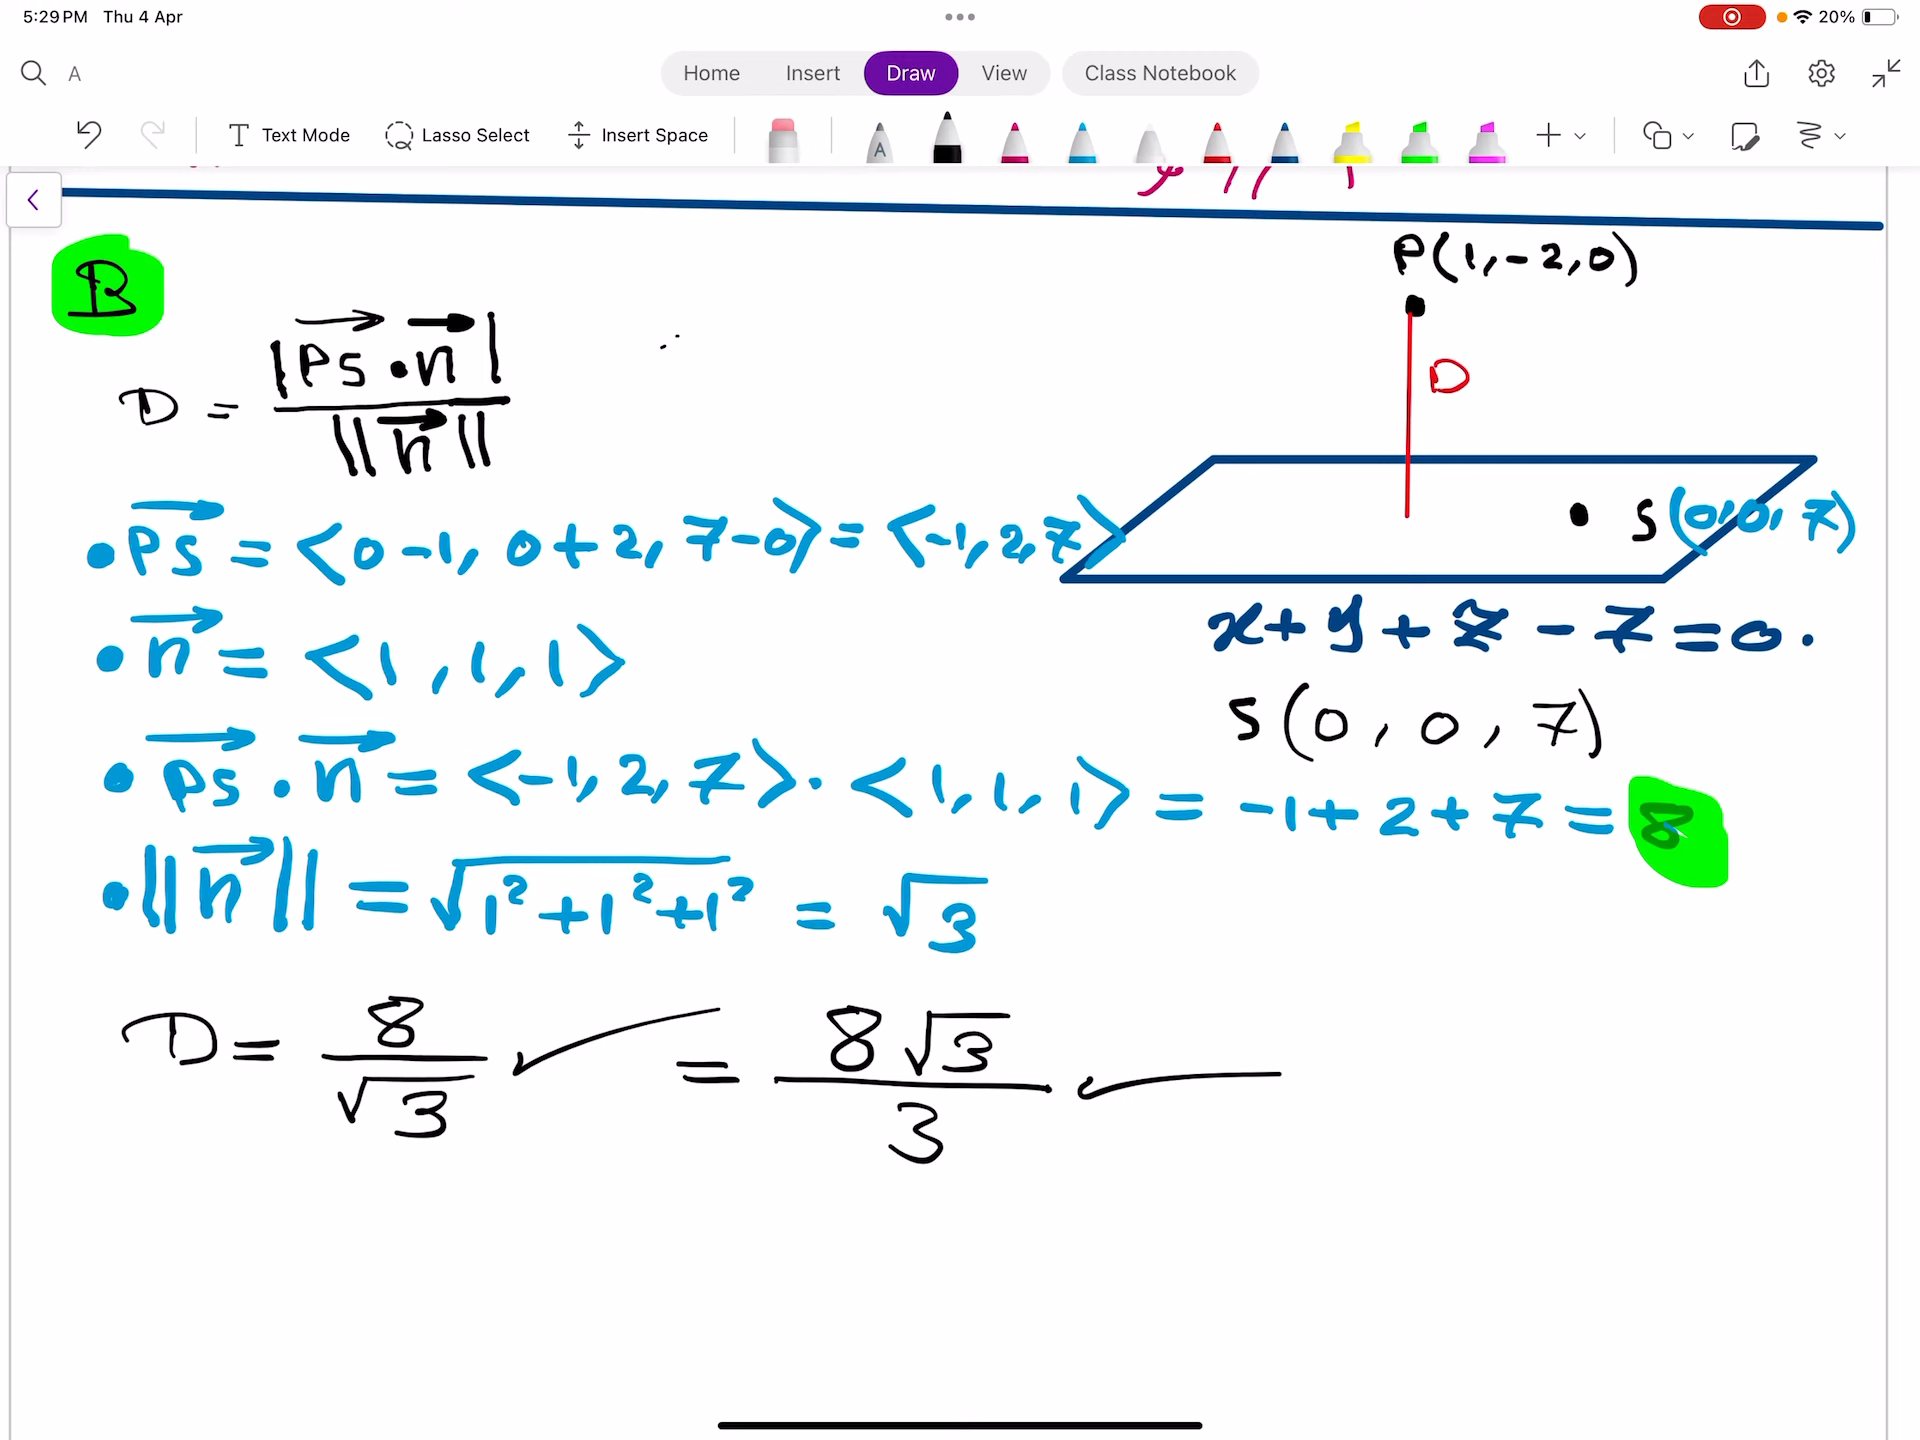 5:29 PM Thu 4 Apr
20%
A
Home Insert Draw View Class Notebook
Text Mode Lasso Select Insert Space
A
B
P(1,-2,0)
D = |PS · n| / ||n||
D
S(0,0,7)
• PS = <0-1, 0+2, 7-0> = <-1,2,7>
x+y+z-7=0.
• n = <1,1,1>
S(0,0,7)
• PS · n = <-1,2,7> · <1,1,1> = -1+2+7 = 8
• ||n|| = √1²+1²+1² = √3
D = 8/√3 = 8√3/3